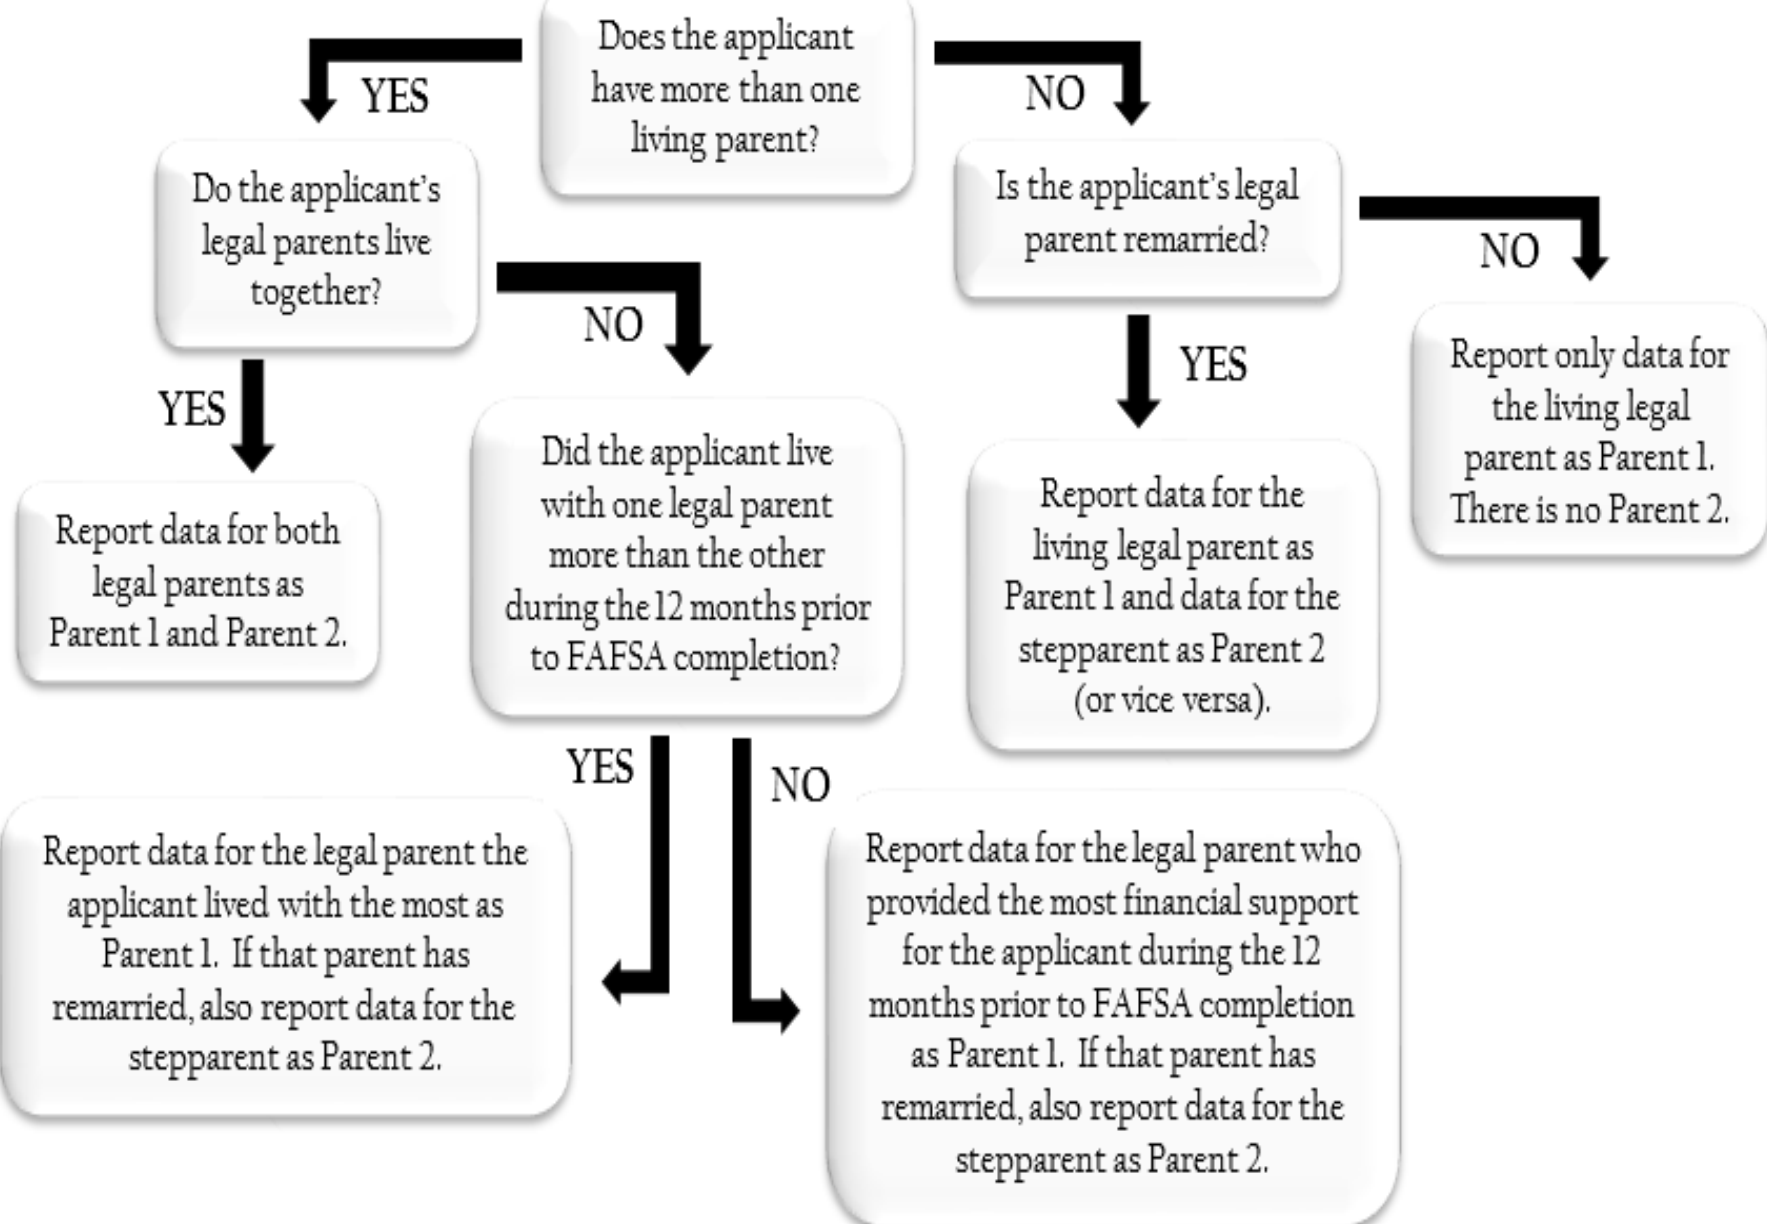 Does the applicant
have more than one
living parent?
YES
NO
Do the applicant's
legal parents live
together?
Is the applicant's legal
parent remarried?
NO
NO
YES
YES
Report only data for
the living legal
parent as Parent 1.
There is no Parent 2.
Did the applicant live
with one legal parent
more than the other
during the 12 months prior
to FAFSA completion?
Report data for the
living legal parent as
Parent 1 and data for the
stepparent as Parent 2
(or vice versa).
Report data for both
legal parents as
Parent 1 and Parent 2.
YES
NO
Report data for the legal parent the
applicant lived with the most as
Parent 1. If that parent has
remarried, also report data for the
stepparent as Parent 2.
Report data for the legal parent who
provided the most financial support
for the applicant during the 12
months prior to FAFSA completion
as Parent 1. If that parent has
remarried, also report data for the
stepparent as Parent 2.